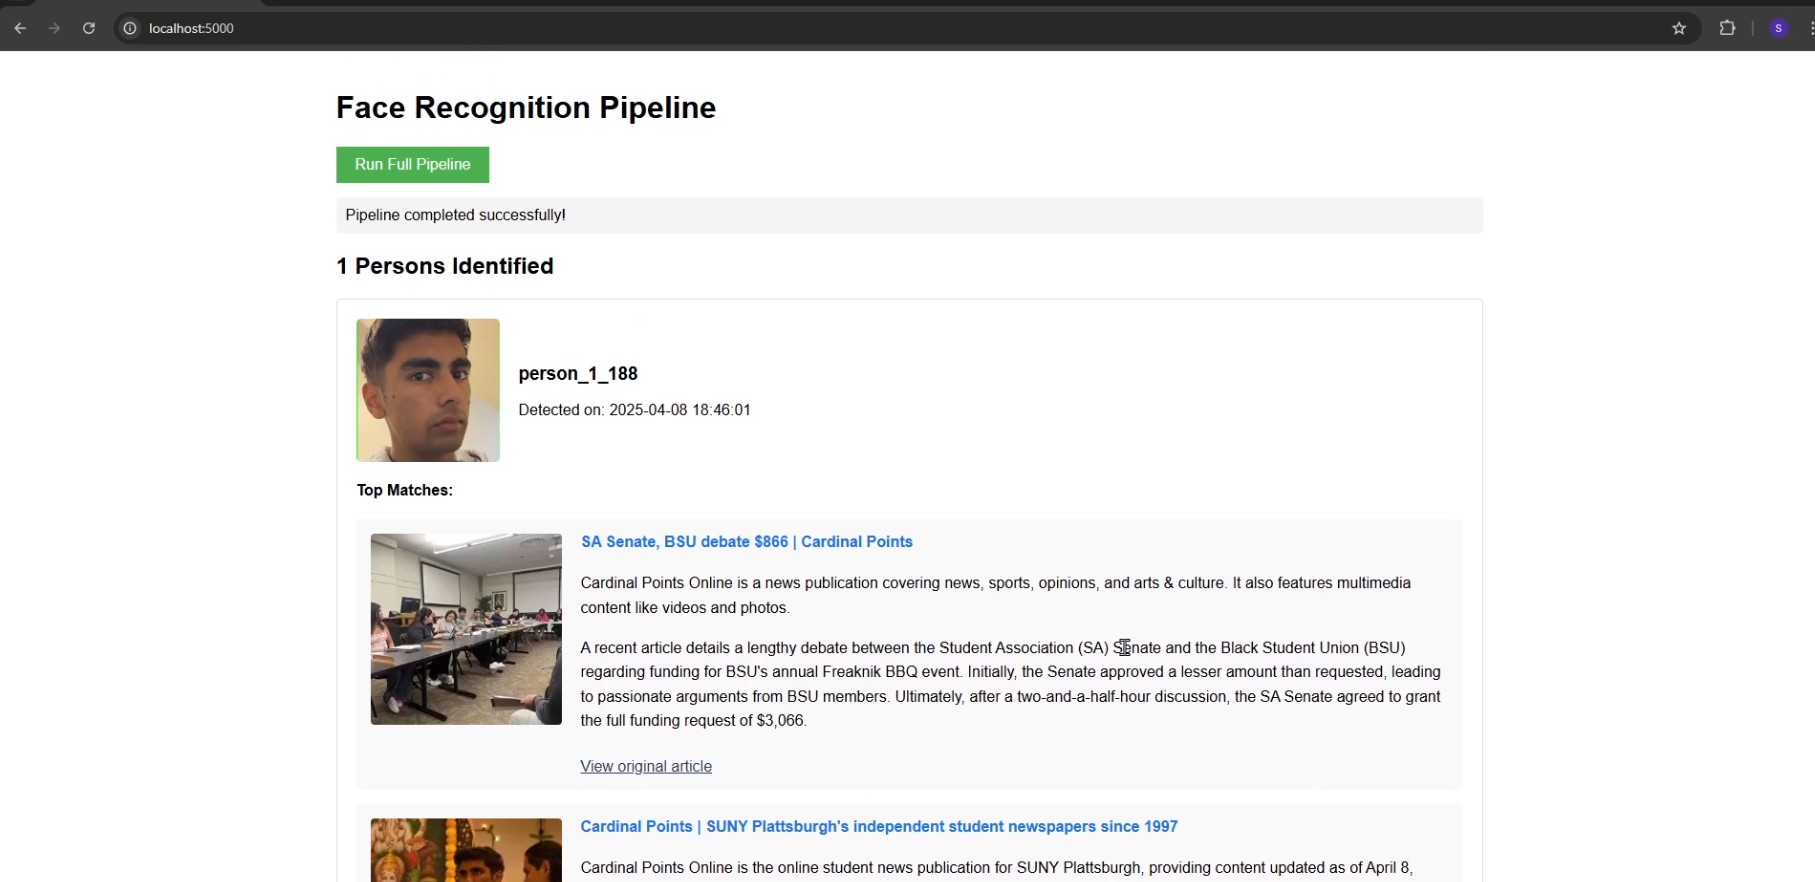 localhost:5000
S
Face Recognition Pipeline
Run Full Pipeline
Pipeline completed successfully!
1 Persons Identified
person_1_188
Detected on: 2025-04-08 18:46:01
Top Matches:
SA Senate, BSU debate $866 | Cardinal Points
Cardinal Points Online is a news publication covering news, sports, opinions, and arts & culture. It also features multimedia
content like videos and photos.
A recent article details a lengthy debate between the Student Association (SA) Senate and the Black Student Union (BSU)
regarding funding for BSU's annual Freaknik BBQ event. Initially, the Senate approved a lesser amount than requested, leading
to passionate arguments from BSU members. Ultimately, after a two-and-a-half-hour discussion, the SA Senate agreed to grant
the full funding request of $3,066.
View original article
Cardinal Points | SUNY Plattsburgh's independent student newspapers since 1997
Cardinal Points Online is the online student news publication for SUNY Plattsburgh, providing content updated as of April 8,